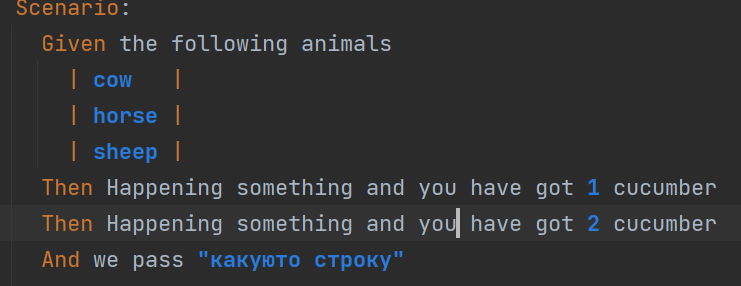 Scenario:
Given the following animals
| cow   |
| horse |
| sheep |
Then Happening something and you have got 1 cucumber
Then Happening something and you have got 2 cucumber
And we pass "какуюто строку"